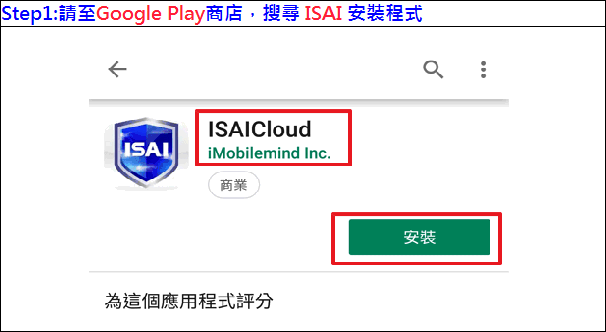 Step1:請至Google Play商店，搜尋 ISAI 安裝程式
ISAI
ISAICloud
iMobilemind Inc.
商業
安裝
為這個應用程式評分